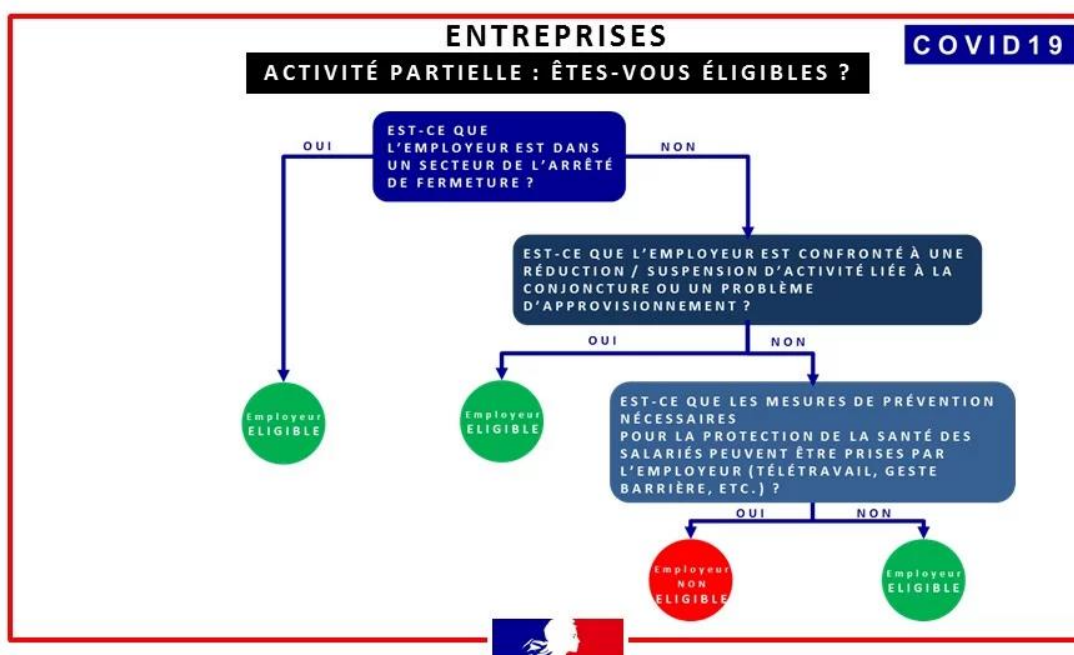 ENTREPRISES
COVID19
ACTIVITÉ PARTIELLE : ÊTES-VOUS ÉLIGIBLES ?
EST-CE QUE
L’EMPLOYEUR EST DANS
UN SECTEUR DE L’ARRÊTÉ
DE FERMETURE ?
OUI
NON
EST-CE QUE L’EMPLOYEUR EST CONFRONTÉ À UNE
RÉDUCTION / SUSPENSION D’ACTIVITÉ LIÉE À LA
CONJONCTURE OU UN PROBLÈME
D’APPROVISIONNEMENT ?
OUI
NON
Employeur
ELIGIBLE
Employeur
ELIGIBLE
EST-CE QUE LES MESURES DE PRÉVENTION
NÉCESSAIRES
POUR LA PROTECTION DE LA SANTÉ DES
SALARIÉS PEUVENT ÊTRE PRISES PAR
L’EMPLOYEUR (TÉLÉTRAVAIL, GESTE
BARRIÈRE, ETC.) ?
OUI
NON
Employeur
NON
ELIGIBLE
Employeur
ELIGIBLE